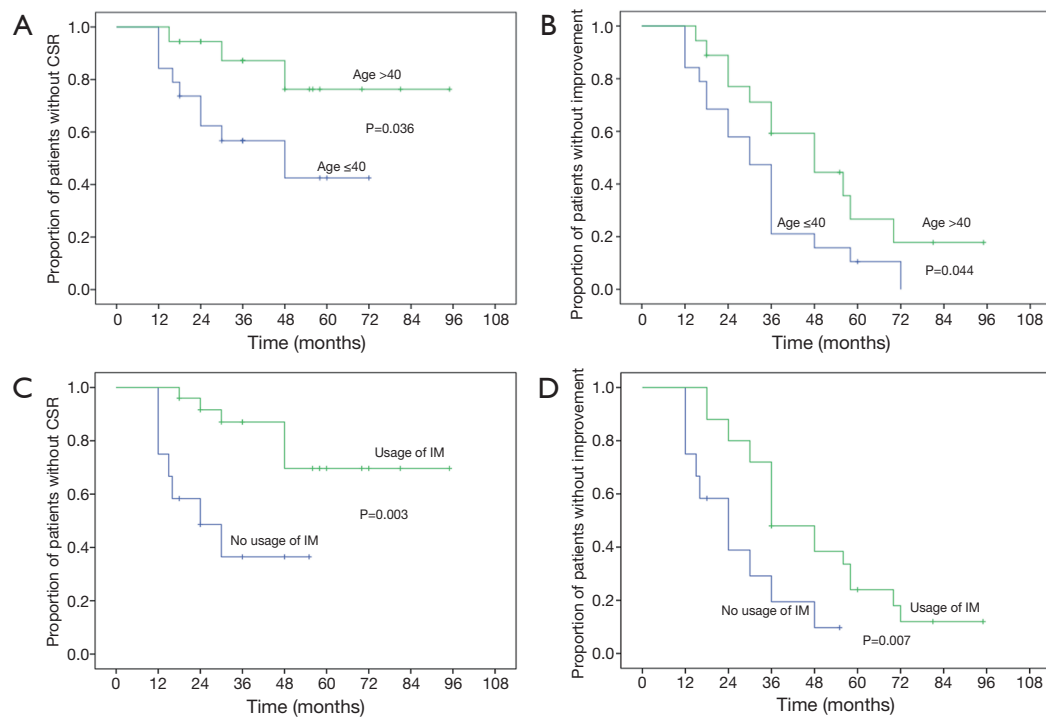 A
Proportion of patients without CSR
1.0
0.8
0.6
0.4
0.2
0.0
Age >40
P=0.036
Age ≤40
0 12 24 36 48 60 72 84 96 108
Time (months)
B
Proportion of patients without improvement
1.0
0.8
0.6
0.4
0.2
0.0
Age ≤40
Age >40
P=0.044
0 12 24 36 48 60 72 84 96 108
Time (months)
C
Proportion of patients without CSR
1.0
0.8
0.6
0.4
0.2
0.0
Usage of IM
P=0.003
No usage of IM
0 12 24 36 48 60 72 84 96 108
Time (months)
D
Proportion of patients without improvement
1.0
0.8
0.6
0.4
0.2
0.0
No usage of IM
Usage of IM
P=0.007
0 12 24 36 48 60 72 84 96 108
Time (months)